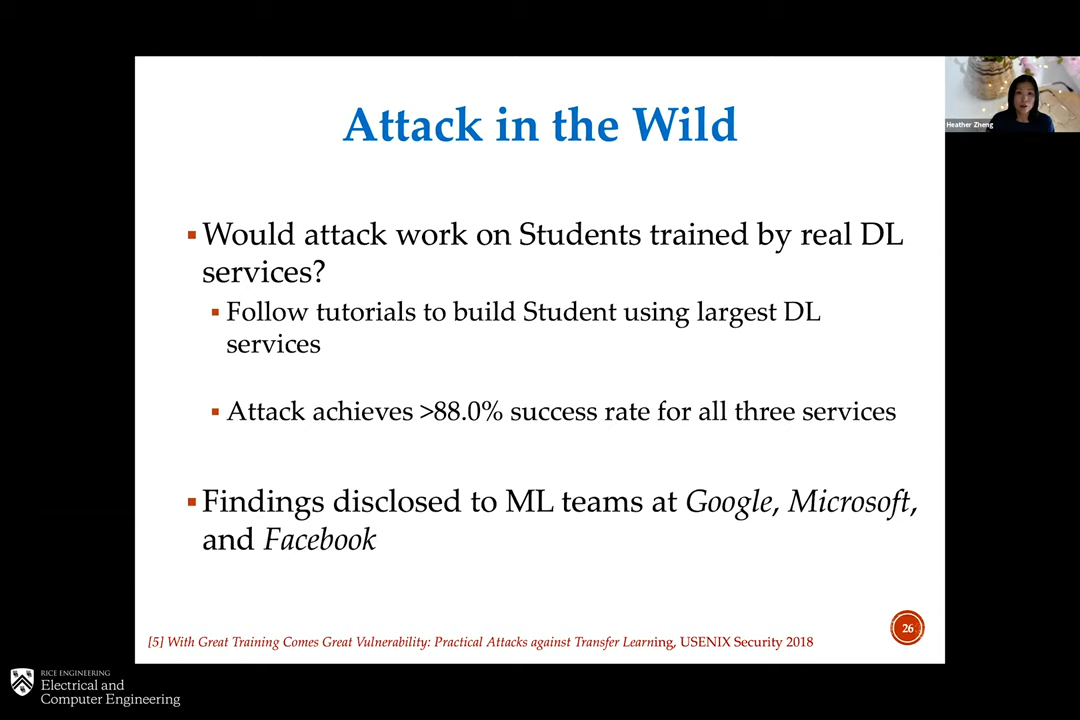 Attack in the Wild
Heather Zheng
▪Would attack work on Students trained by real DL
services?
▪Follow tutorials to build Student using largest DL
services
▪Attack achieves >88.0% success rate for all three services
▪Findings disclosed to ML teams at Google, Microsoft,
and Facebook
26
[5] With Great Training Comes Great Vulnerability: Practical Attacks against Transfer Learning, USENIX Security 2018
RICE ENGINEERING
Electrical and
Computer Engineering